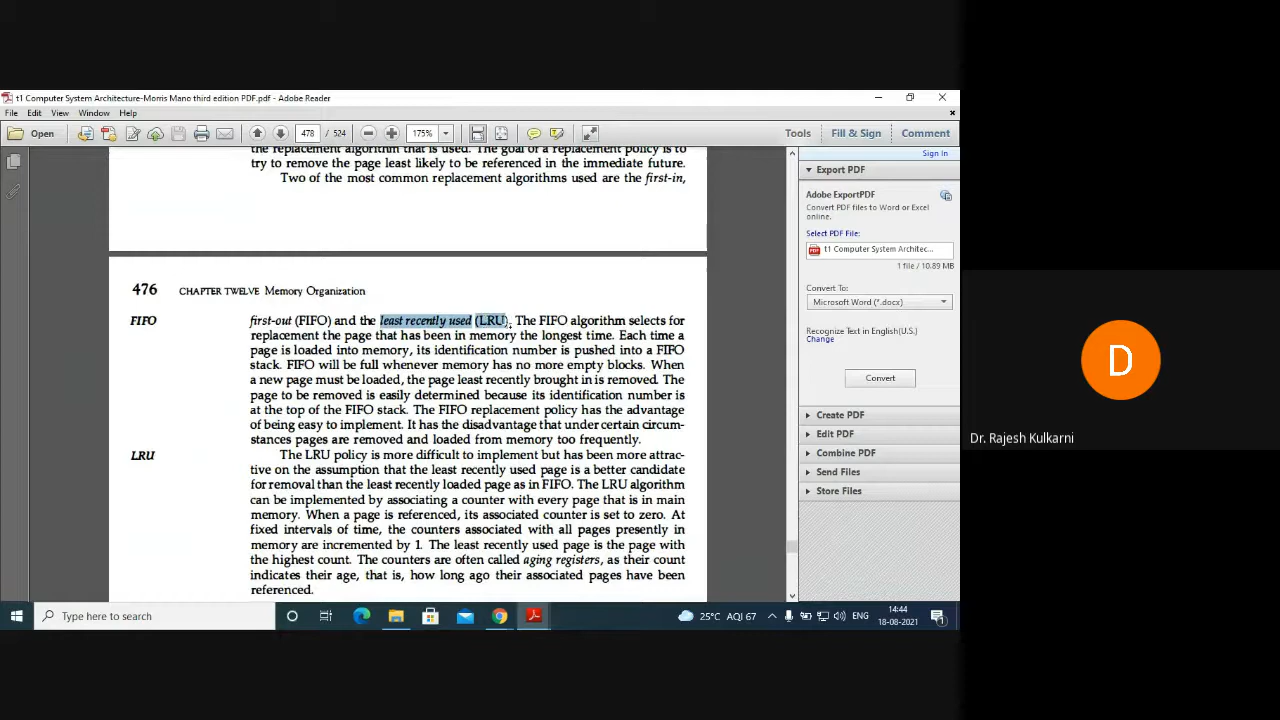 t1 Computer System Architecture-Morris Mano third edition PDF.pdf - Adobe Reader
File Edit View Window Help
Open 478 / 524 175% Tools Fill & Sign Comment
the replacement algorithm that is used. The goal of a replacement policy is to
try to remove the page least likely to be referenced in the immediate future.
Two of the most common replacement algorithms used are the first-in,
476 CHAPTER TWELVE Memory Organization
FIFO first-out (FIFO) and the least recently used (LRU). The FIFO algorithm selects for
replacement the page that has been in memory the longest time. Each time a
page is loaded into memory, its identification number is pushed into a FIFO
stack. FIFO will be full whenever memory has no more empty blocks. When
a new page must be loaded, the page least recently brought in is removed. The
page to be removed is easily determined because its identification number is
at the top of the FIFO stack. The FIFO replacement policy has the advantage
of being easy to implement. It has the disadvantage that under certain circum-
stances pages are removed and loaded from memory too frequently.
LRU The LRU policy is more difficult to implement but has been more attrac-
tive on the assumption that the least recently used page is a better candidate
for removal than the least recently loaded page as in FIFO. The LRU algorithm
can be implemented by associating a counter with every page that is in main
memory. When a page is referenced, its associated counter is set to zero. At
fixed intervals of time, the counters associated with all pages presently in
memory are incremented by 1. The least recently used page is the page with
the highest count. The counters are often called aging registers, as their count
indicates their age, that is, how long ago their associated pages have been
referenced.
Sign In
Export PDF
Adobe ExportPDF
Convert PDF files to Word or Excel
online.
Select PDF File:
t1 Computer System Architec...
1 file / 10.89 MB
Convert To:
Microsoft Word (*.docx)
Recognize Text in English(U.S.)
Change
Convert
Create PDF
Edit PDF
Combine PDF
Send Files
Store Files
D
Dr. Rajesh Kulkarni
Type here to search
25°C AQI 67 ENG
14:44
18-08-2021
1